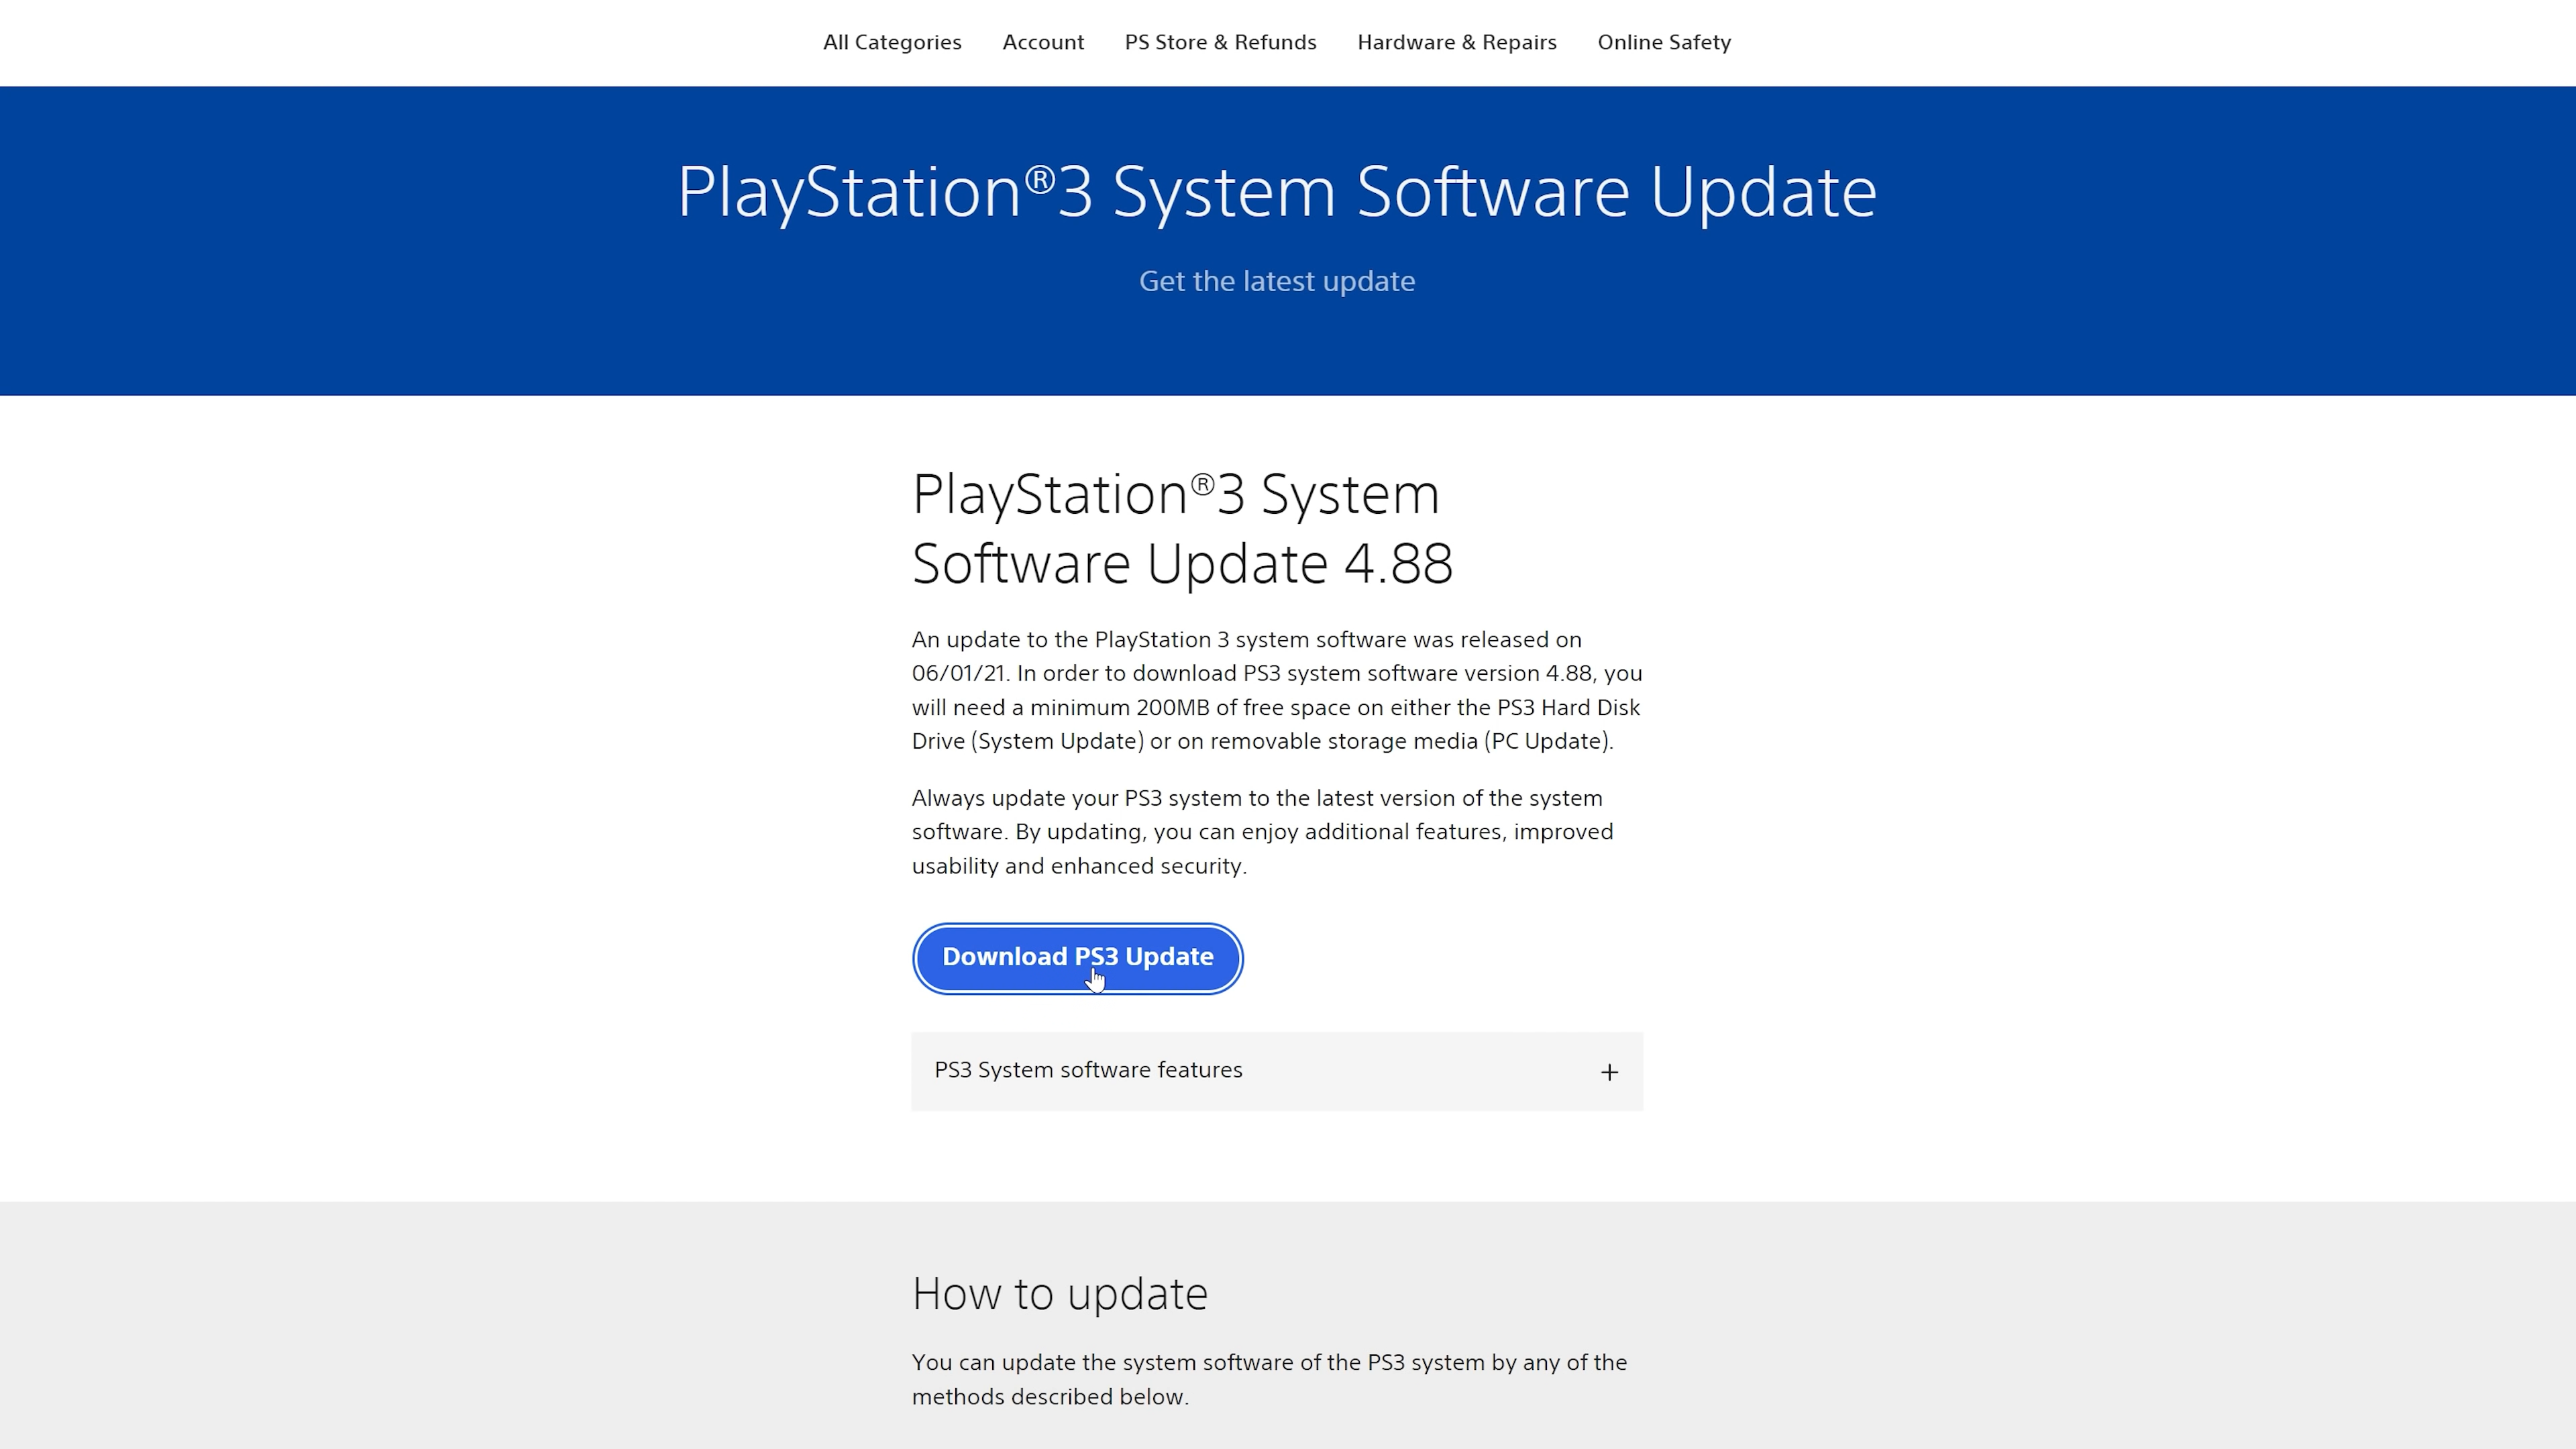 All Categories Account PS Store & Refunds Hardware & Repairs Online Safety
PlayStation®3 System Software Update
Get the latest update
PlayStation®3 System
Software Update 4.88
An update to the PlayStation 3 system software was released on
06/01/21. In order to download PS3 system software version 4.88, you
will need a minimum 200MB of free space on either the PS3 Hard Disk
Drive (System Update) or on removable storage media (PC Update).
Always update your PS3 system to the latest version of the system
software. By updating, you can enjoy additional features, improved
usability and enhanced security.
Download PS3 Update
PS3 System software features +
How to update
You can update the system software of the PS3 system by any of the
methods described below.